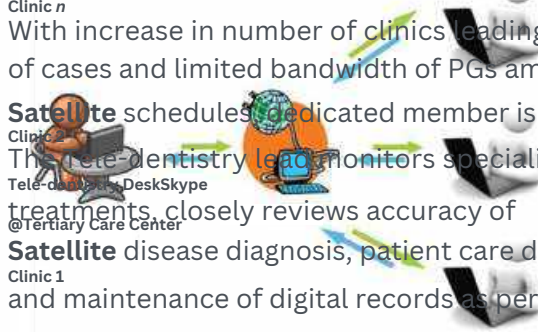 Clinic n
With increase in number of clinics leading
of cases and limited bandwidth of PGs am
Satellite schedules, dedicated member is
Clinic 2
The Tele-dentistry lead monitors speciali
Tele-dentistry DeskSkype
treatments, closely reviews accuracy of
@Tertiary Care Center
Satellite disease diagnosis, patient care d
Clinic 1
and maintenance of digital records as per